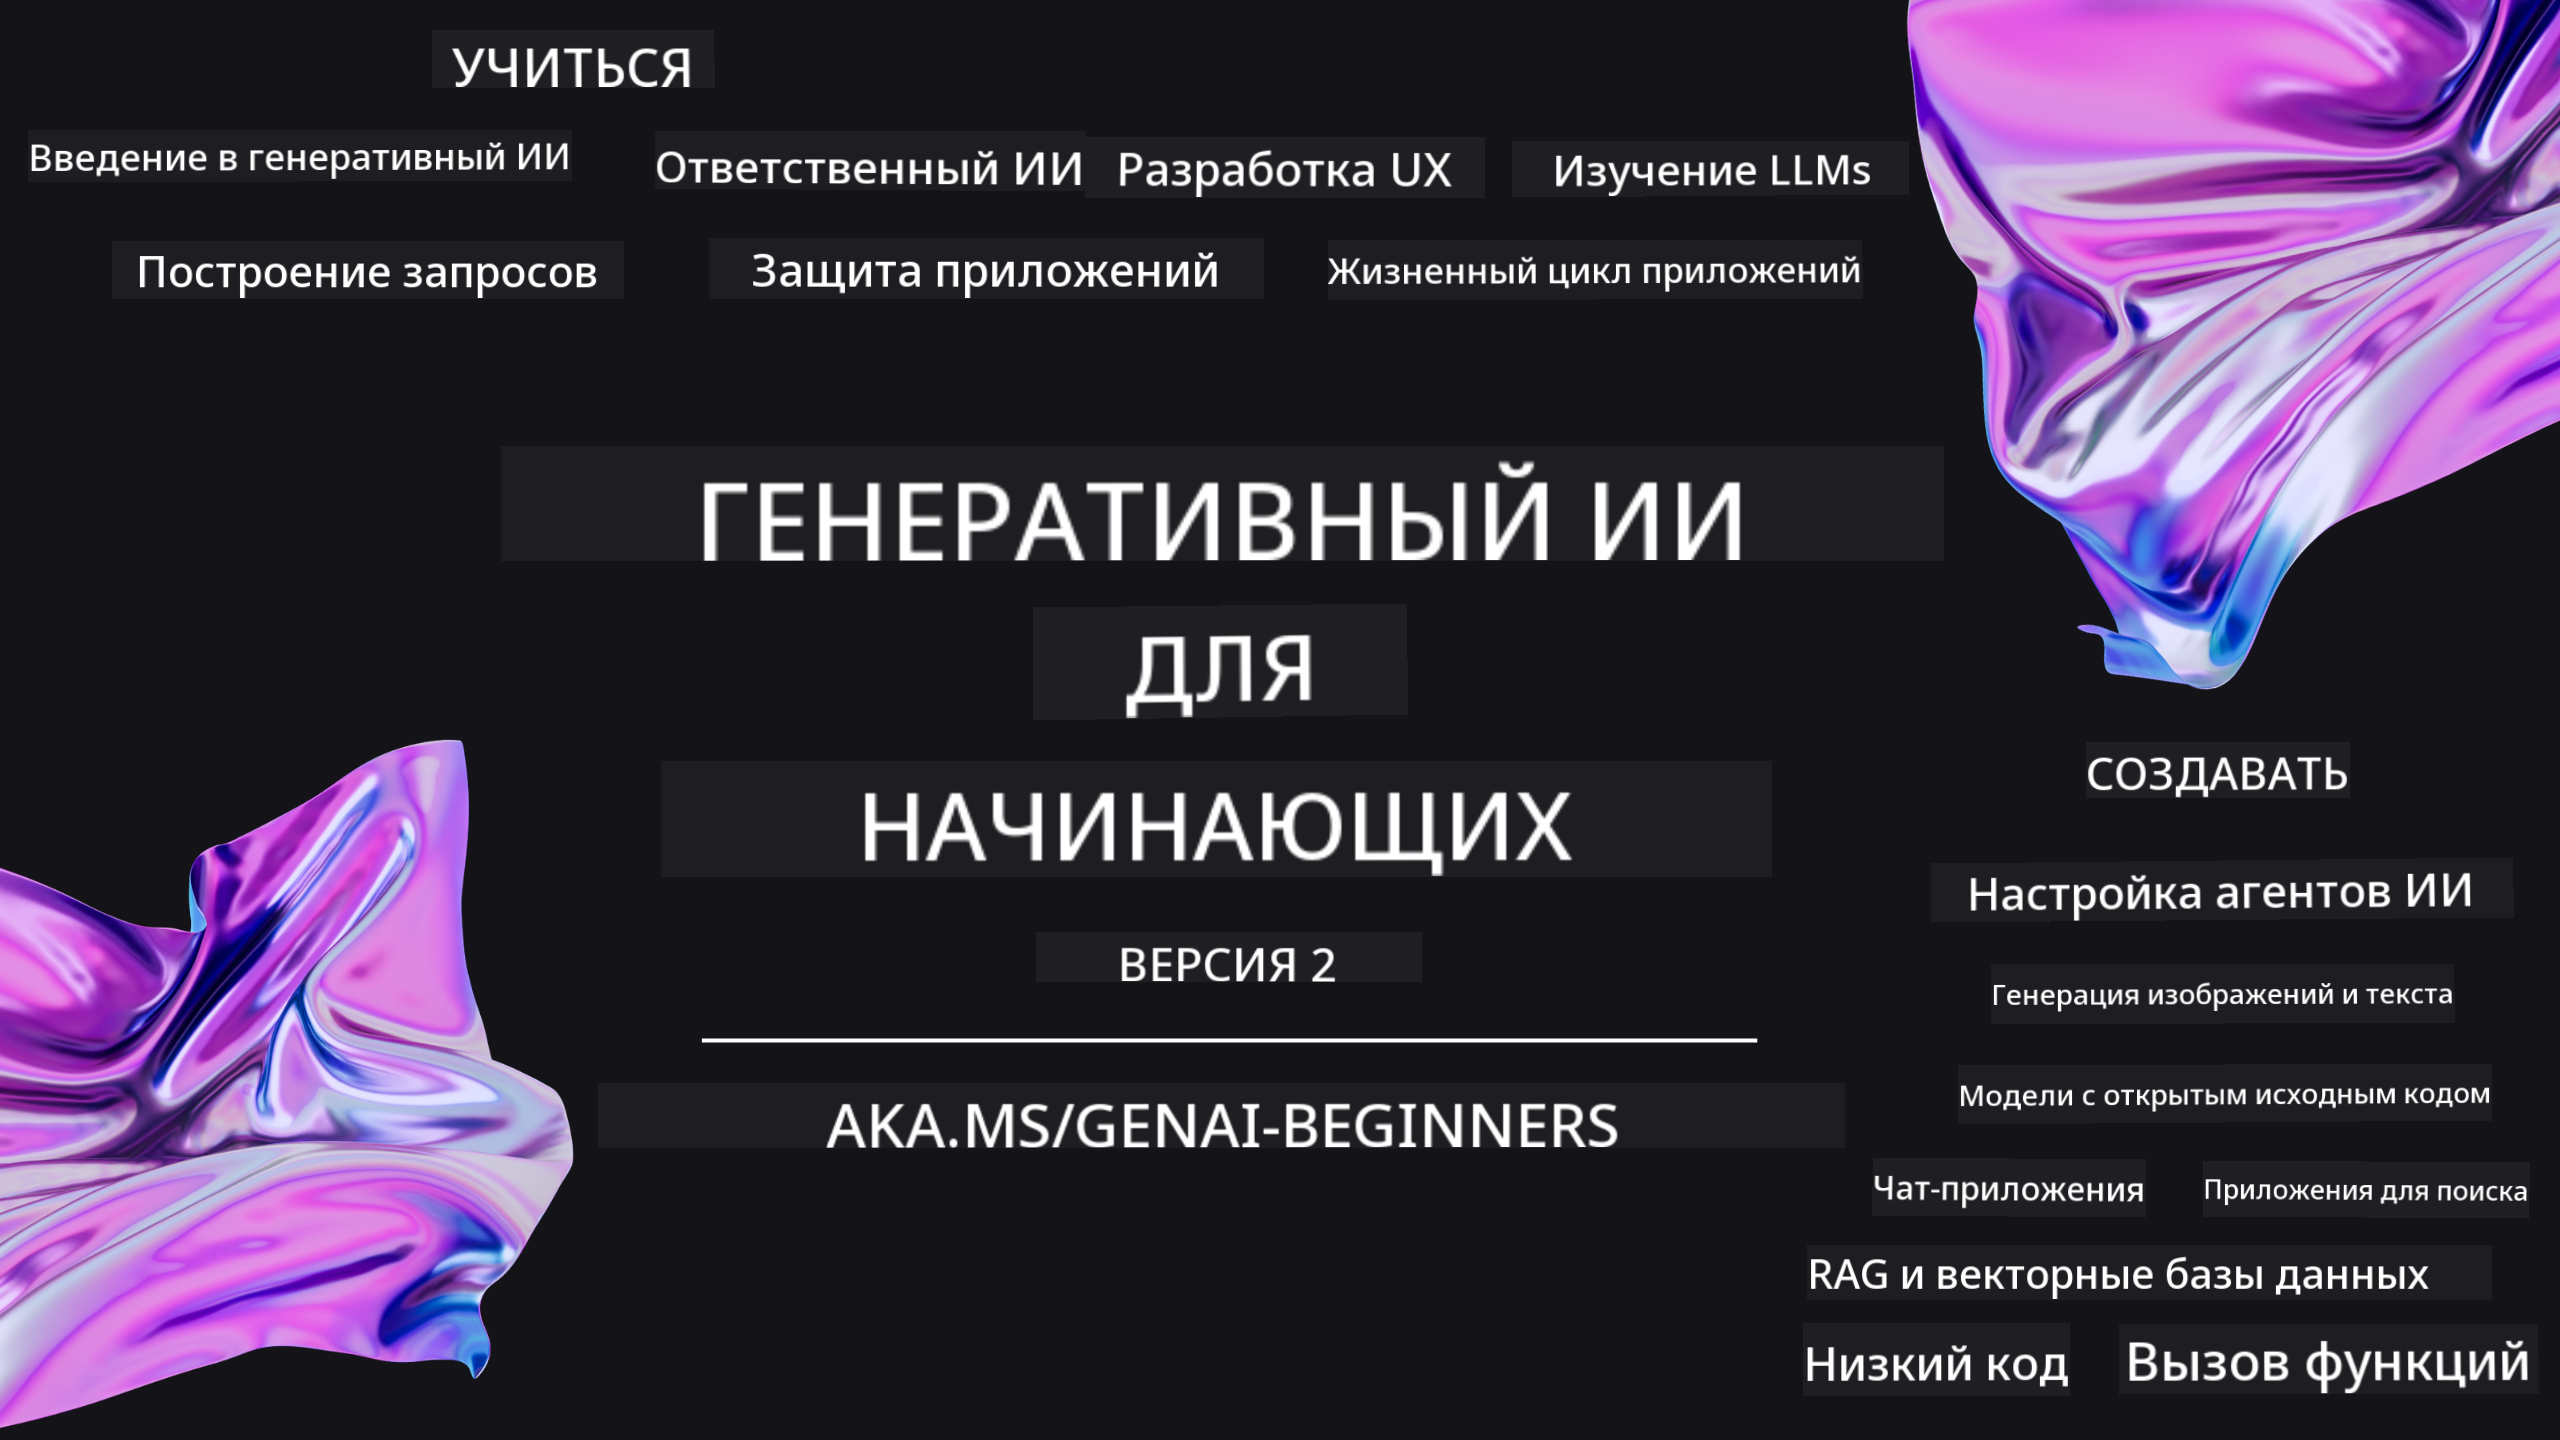 УЧИТЬСЯ
Введение в генеративный ИИ
Ответственный ИИ
Разработка UX
Изучение LLMs
Построение запросов
Защита приложений
Жизненный цикл приложений
ГЕНЕРАТИВНЫЙ ИИ
ДЛЯ
НАЧИНАЮЩИХ
ВЕРСИЯ 2
AKA.MS/GENAI-BEGINNERS
СОЗДАВАТЬ
Настройка агентов ИИ
Генерация изображений и текста
Модели с открытым исходным кодом
Чат-приложения
Приложения для поиска
RAG и векторные базы данных
Низкий код
Вызов функций